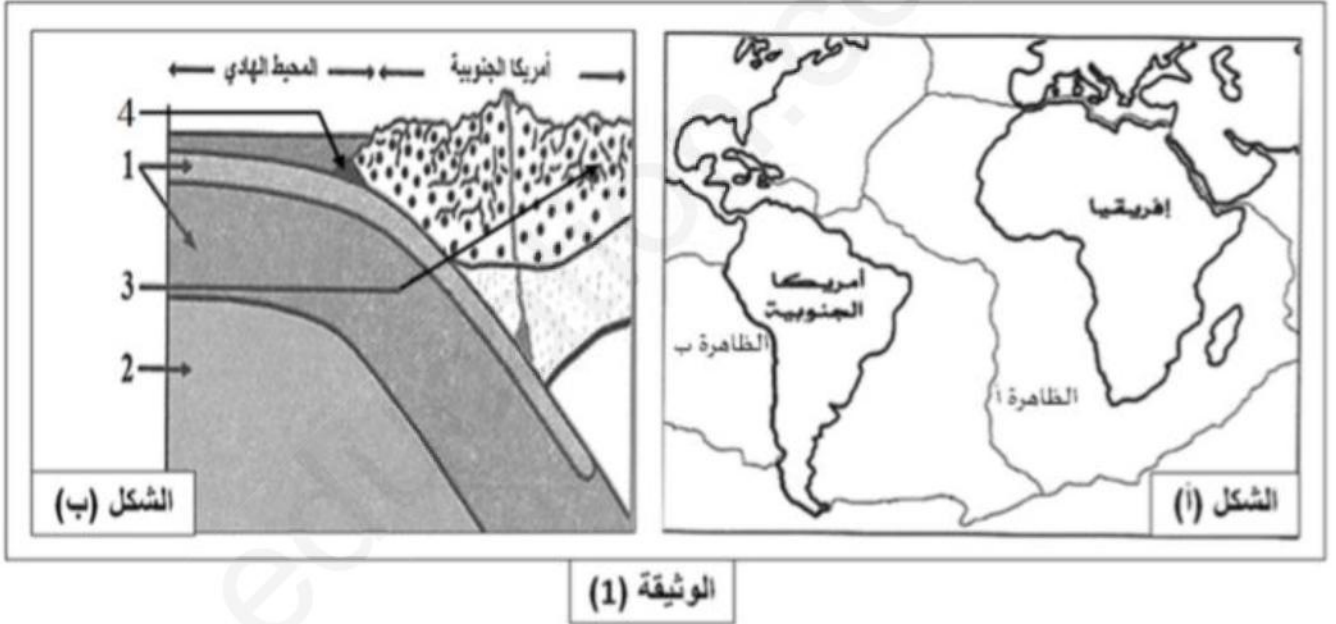 أمريكا الجنوبية
المحيط الهادي
4
1
3
2
الشكل (ب)
إفريقيا
أمريكا
الجنوبية
الظاهرة ب
الظاهرة أ
الشكل (أ)
الوثيقة (1)